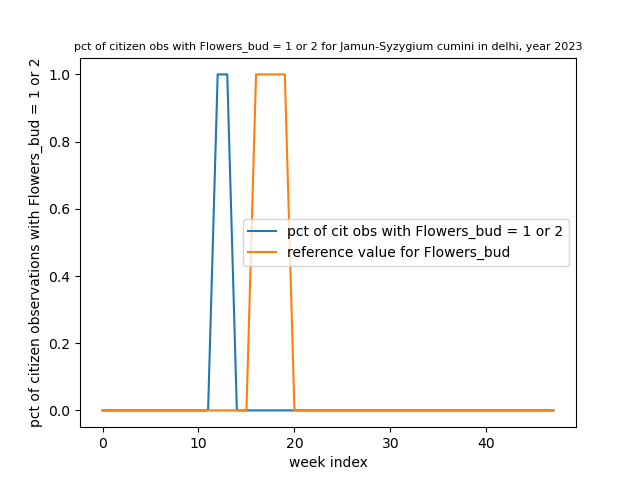 pct of citizen obs with Flowers_bud = 1 or 2 for Jamun-Syzygium cumini in delhi, year 2023
pct of citizen observations with Flowers_bud = 1 or 2
1.0
0.8
0.6
0.4
0.2
0.0
pct of cit obs with Flowers_bud = 1 or 2
reference value for Flowers_bud
0
10
20
30
40
week index